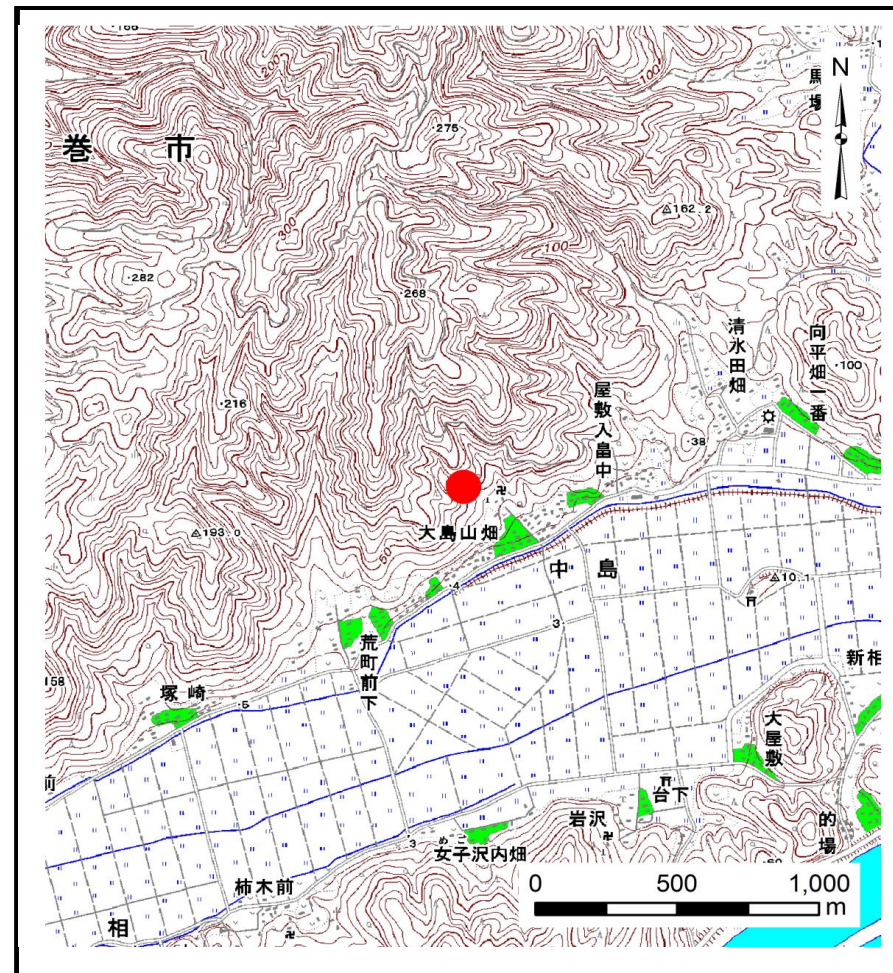 200
100
馬場
N
巻 市
275
162.2
300
100
282
268
清水田畑
向平畑一番
100
216
屋敷入畠中
38
大島山畑
193.0
50
中 島
10.1
4
3
荒町前下
158
塚崎
5
新相
大屋敷
前
台下
岩沢
的場
3
めこ
女子沢内畑
60
柿木前
相
0 500 1,000
m